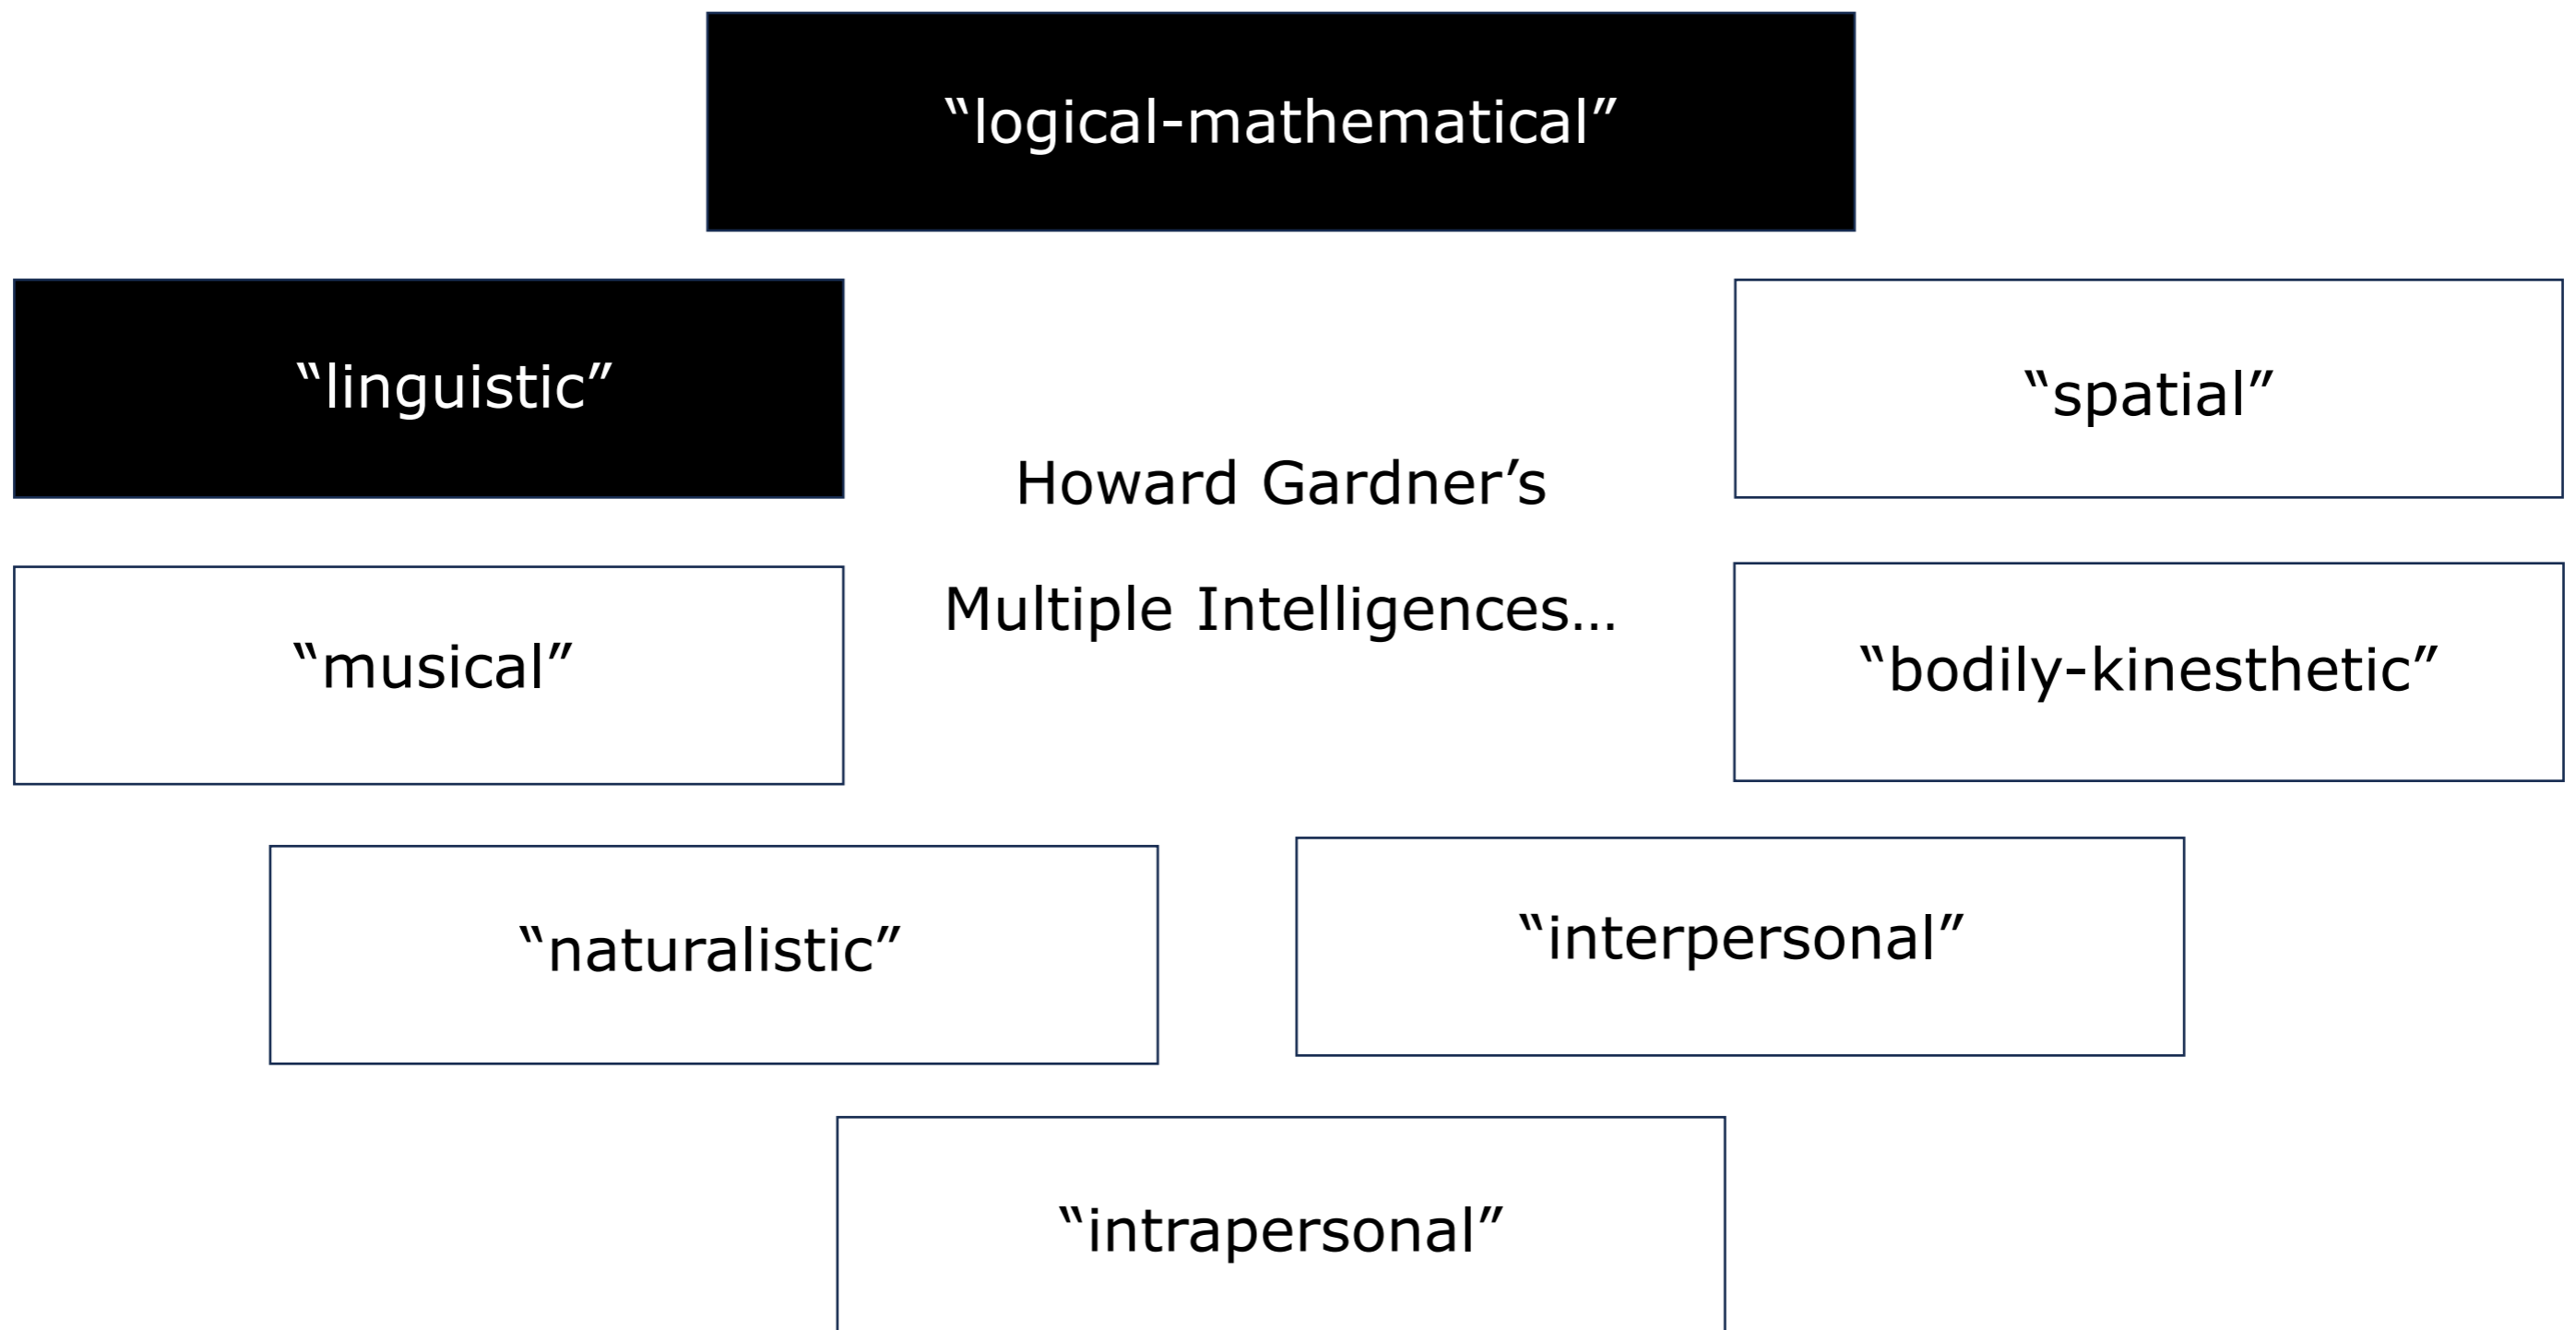 “logical-mathematical”
“linguistic”
“spatial”
Howard Gardner’s
Multiple Intelligences…
“musical”
“bodily-kinesthetic”
“naturalistic”
“interpersonal”
“intrapersonal”